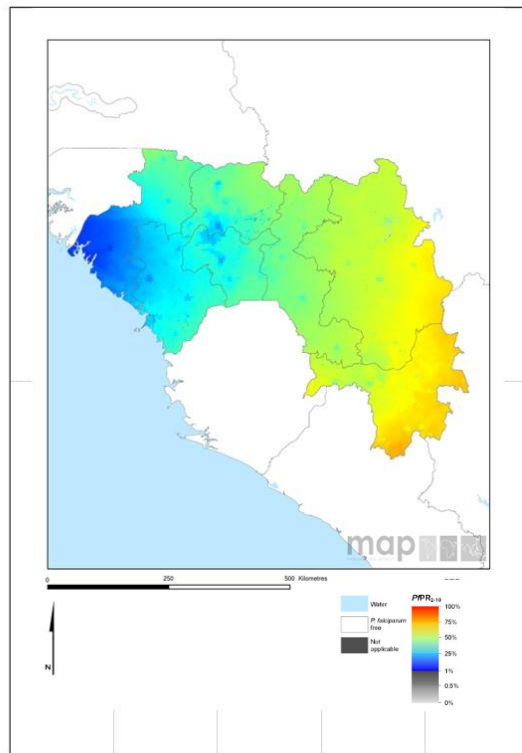 map
0 250 500 Kilometres
Water
P. falciparum
free
Not
applicable
PfPR2-10
100%
75%
50%
25%
1%
0.5%
0%
N